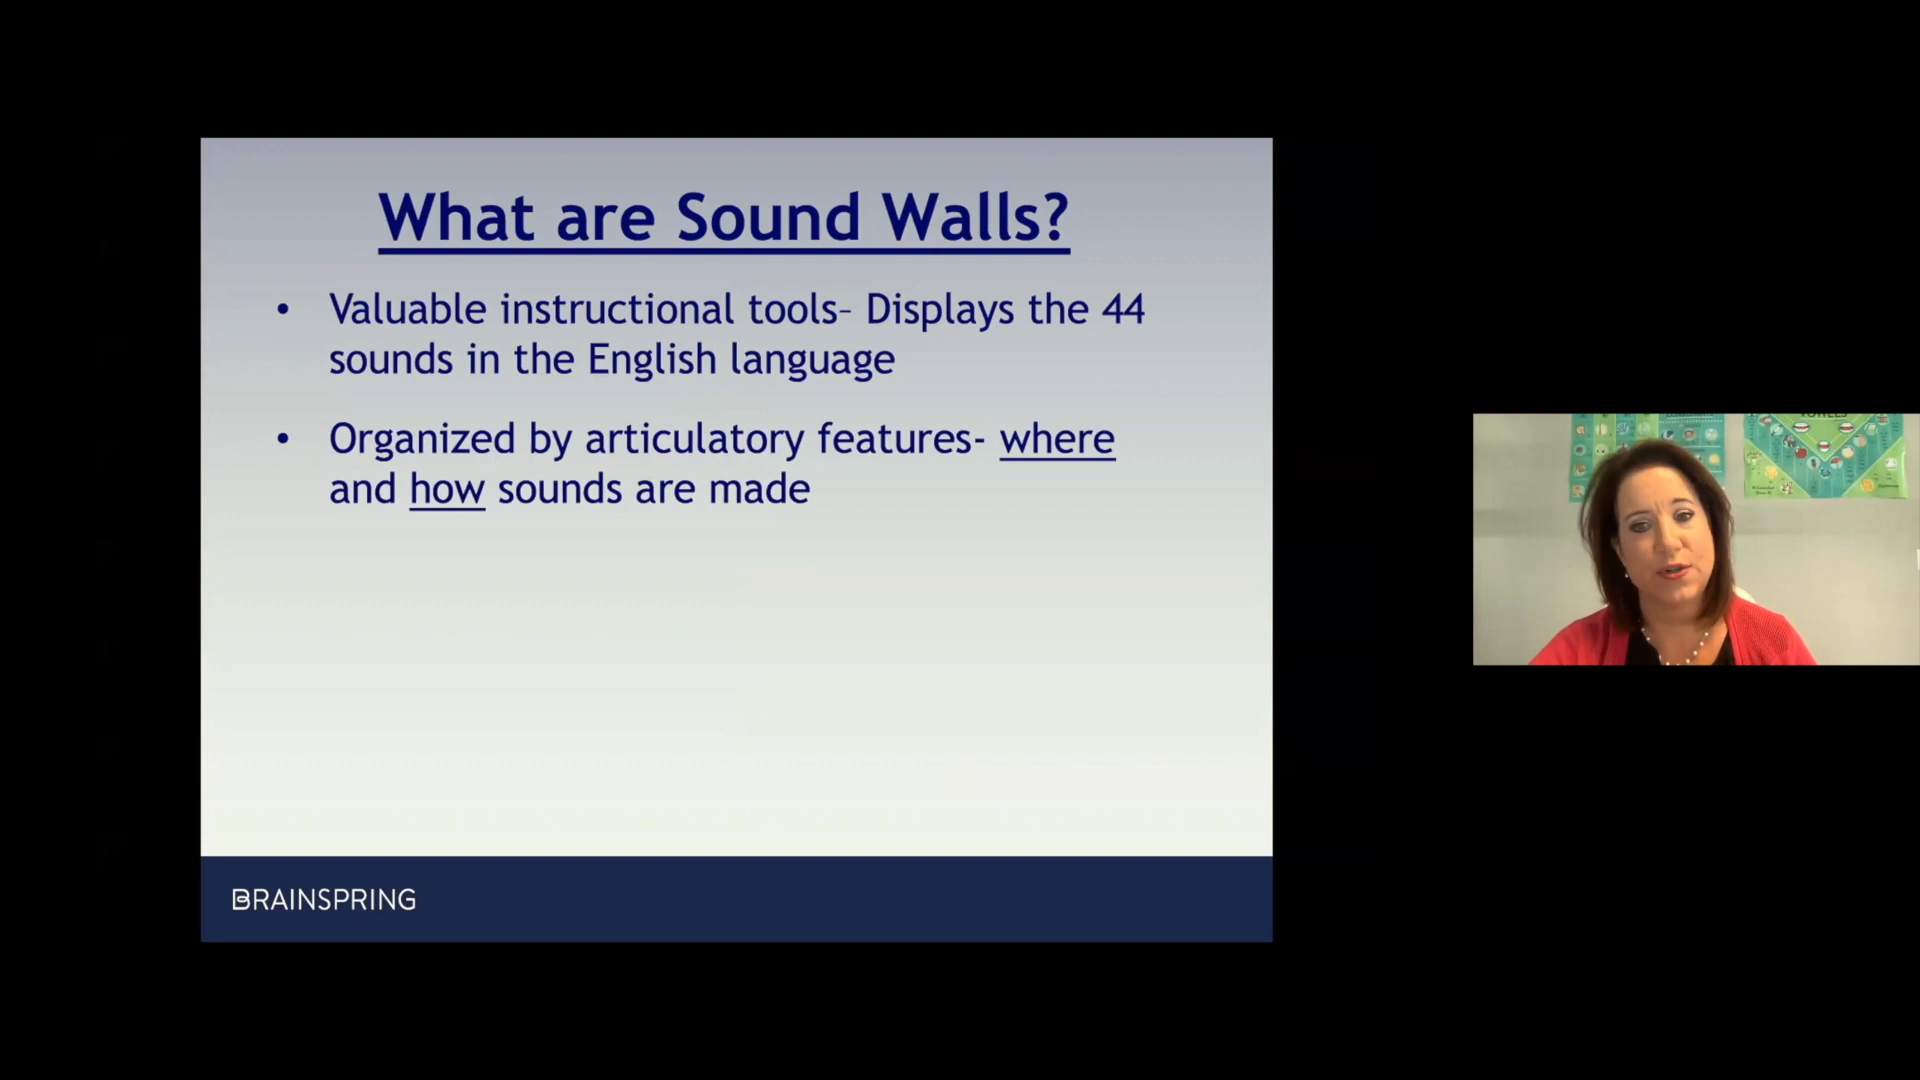 What are Sound Walls?
• Valuable instructional tools– Displays the 44
sounds in the English language
• Organized by articulatory features- where
and how sounds are made
BRAINSPRING